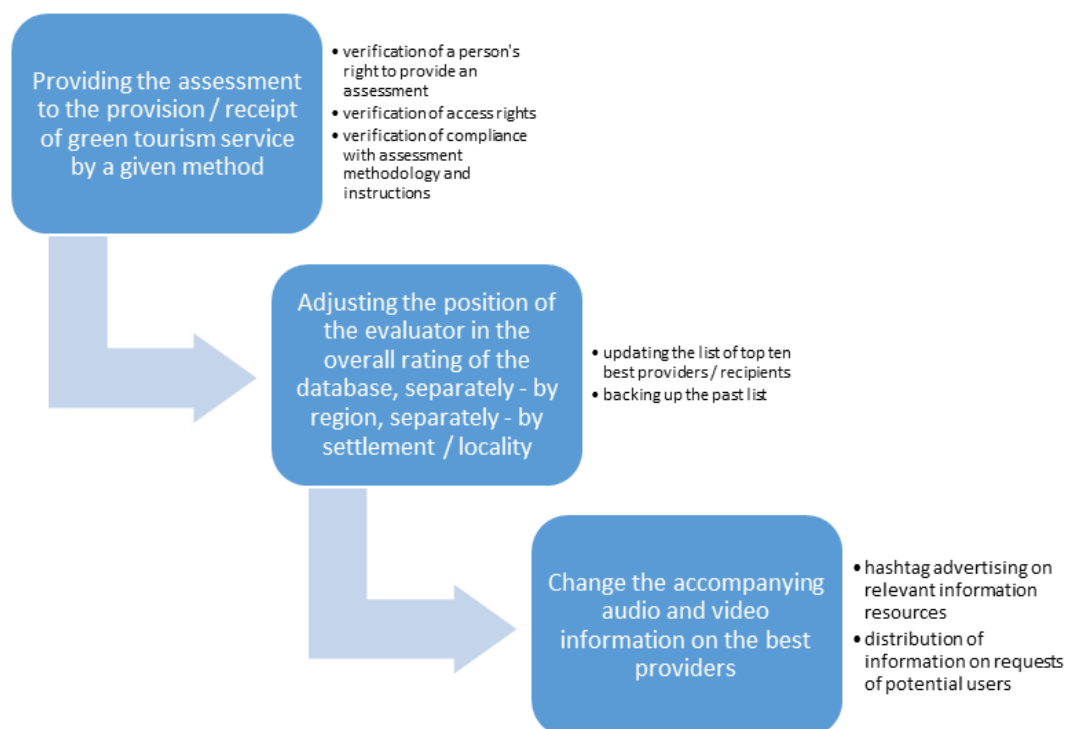 Providing the assessment
to the provision / receipt
of green tourism service
by a given method
• verification of a person's
right to provide an
assessment
• verification of access rights
• verification of compliance
with assessment
methodology and
instructions
Adjusting the position of
the evaluator in the
overall rating of the
database, separately - by
region, separately - by
settlement / locality
• updating the list of top ten
best providers / recipients
• backing up the past list
Change the accompanying
audio and video
information on the best
providers
• hashtag advertising on
relevant information
resources
• distribution of
information on requests
of potential users